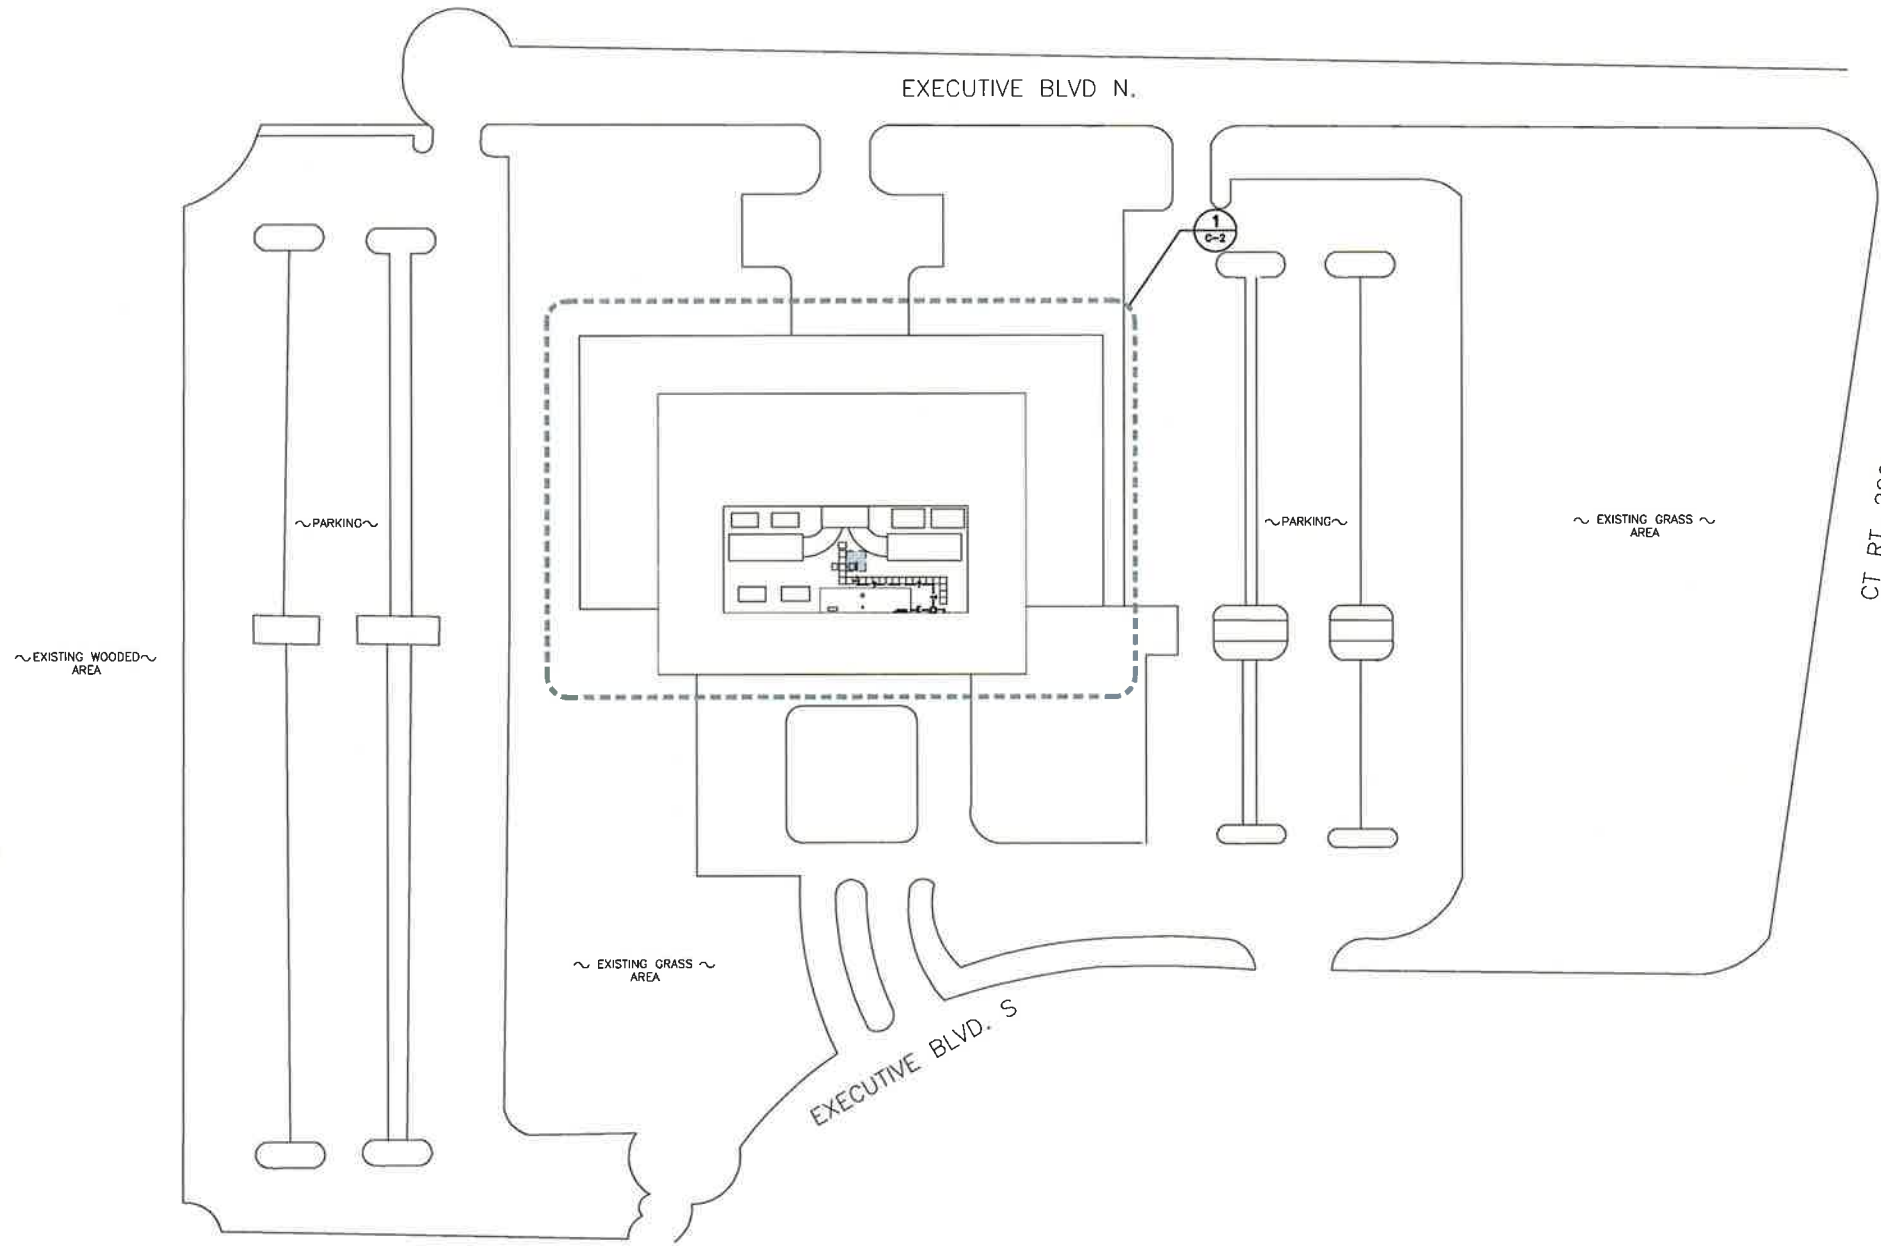 EXECUTIVE BLVD N.
1
C-2
~PARKING~
~PARKING~
~ EXISTING GRASS ~
AREA
CT RT
~EXISTING WOODED~
AREA
~ EXISTING GRASS ~
AREA
EXECUTIVE BLVD. S